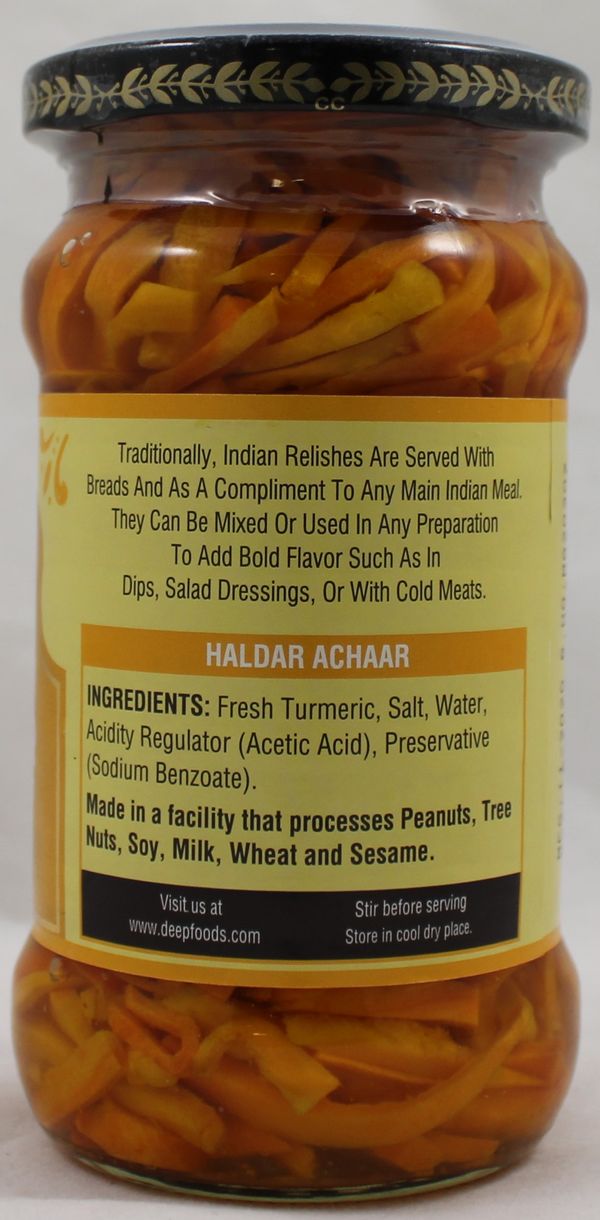 CC
Traditionally, Indian Relishes Are Served With
Breads And As A Compliment To Any Main Indian Meal.
They Can Be Mixed Or Used In Any Preparation
To Add Bold Flavor Such As In
Dips, Salad Dressings, Or With Cold Meats.
HALDAR ACHAAR
INGREDIENTS: Fresh Turmeric, Salt, Water,
Acidity Regulator (Acetic Acid), Preservative
(Sodium Benzoate).
Made in a facility that processes Peanuts, Tree
Nuts, Soy, Milk, Wheat and Sesame.
Visit us at
www.deepfoods.com
Stir before serving
Store in cool dry place.